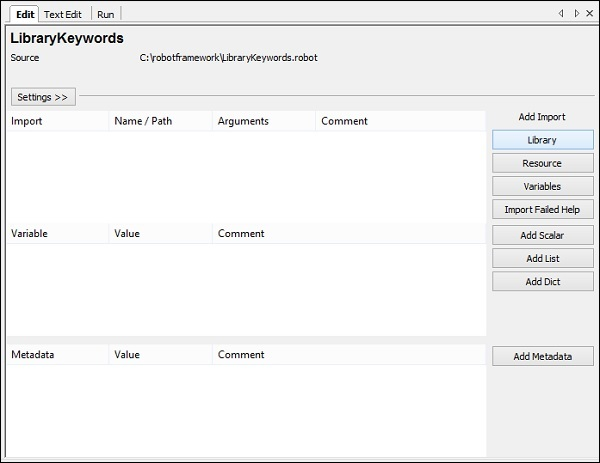 Edit Text Edit Run
LibraryKeywords
Source C:\robotframework\LibraryKeywords.robot
Settings >>
Import Name / Path Arguments Comment Add Import
Library
Resource
Variables
Import Failed Help
Variable Value Comment Add Scalar
Add List
Add Dict
Metadata Value Comment Add Metadata